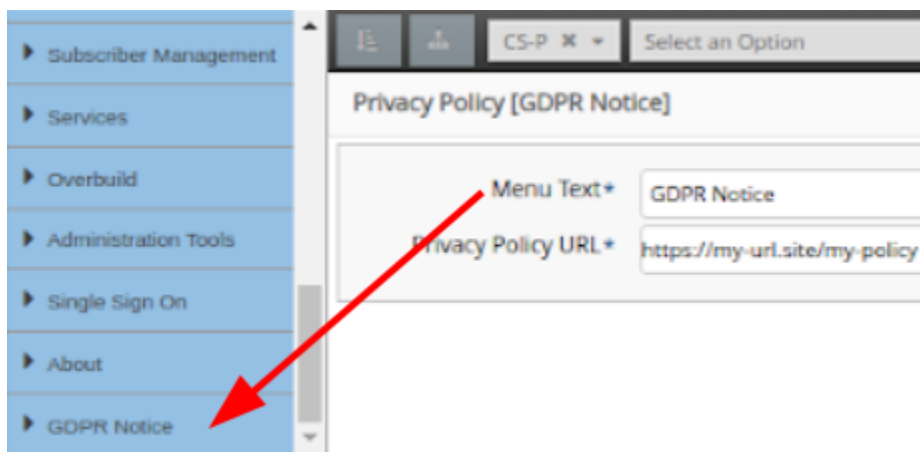 Subscriber Management
Services
Overbuild
Administration Tools
Single Sign On
About
GDPR Notice
CS-P ✖ Select an Option
Privacy Policy [GDPR Notice]
Menu Text* GDPR Notice
Privacy Policy URL* https://my-url.site/my-policy